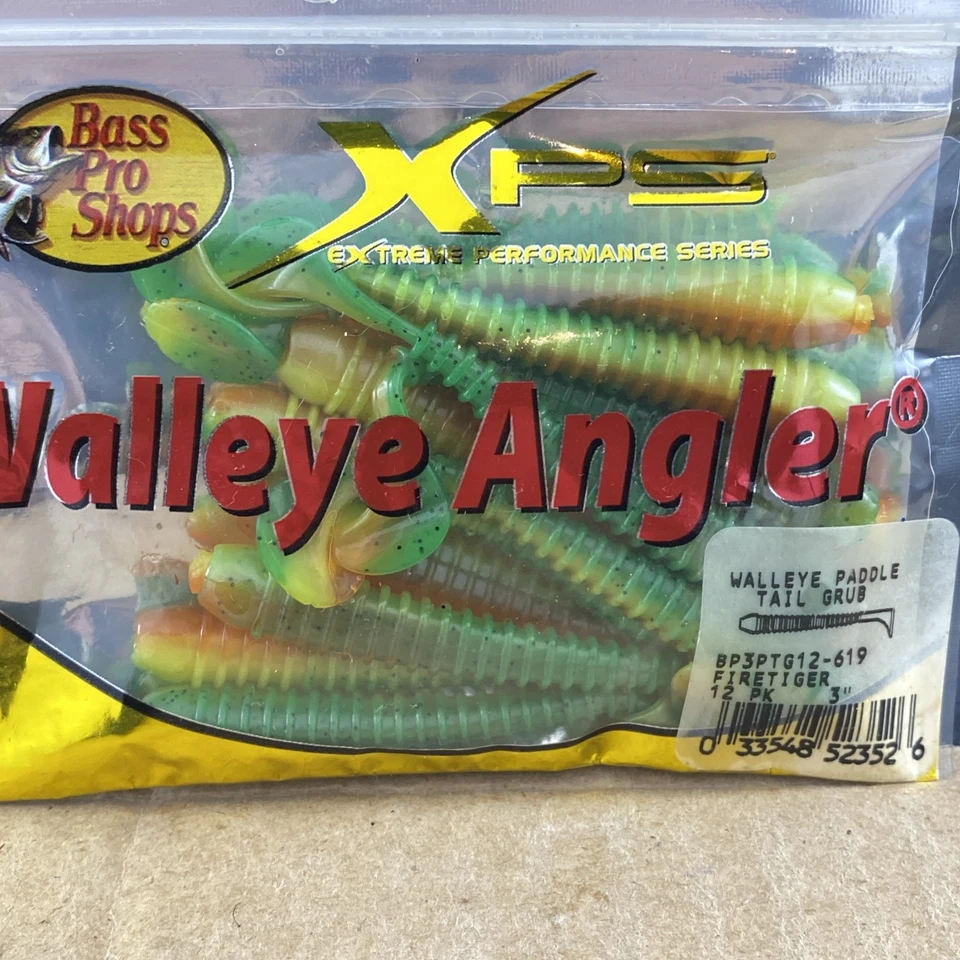 Bass
Pro
Shops®
XPS®
EXTREME PERFORMANCE SERIES
Walleye Angler®
WALLEYE PADDLE
TAIL GRUB
BP3PTG12-619
FIRETIGER
12 PK 3"
0 33548 52352 6